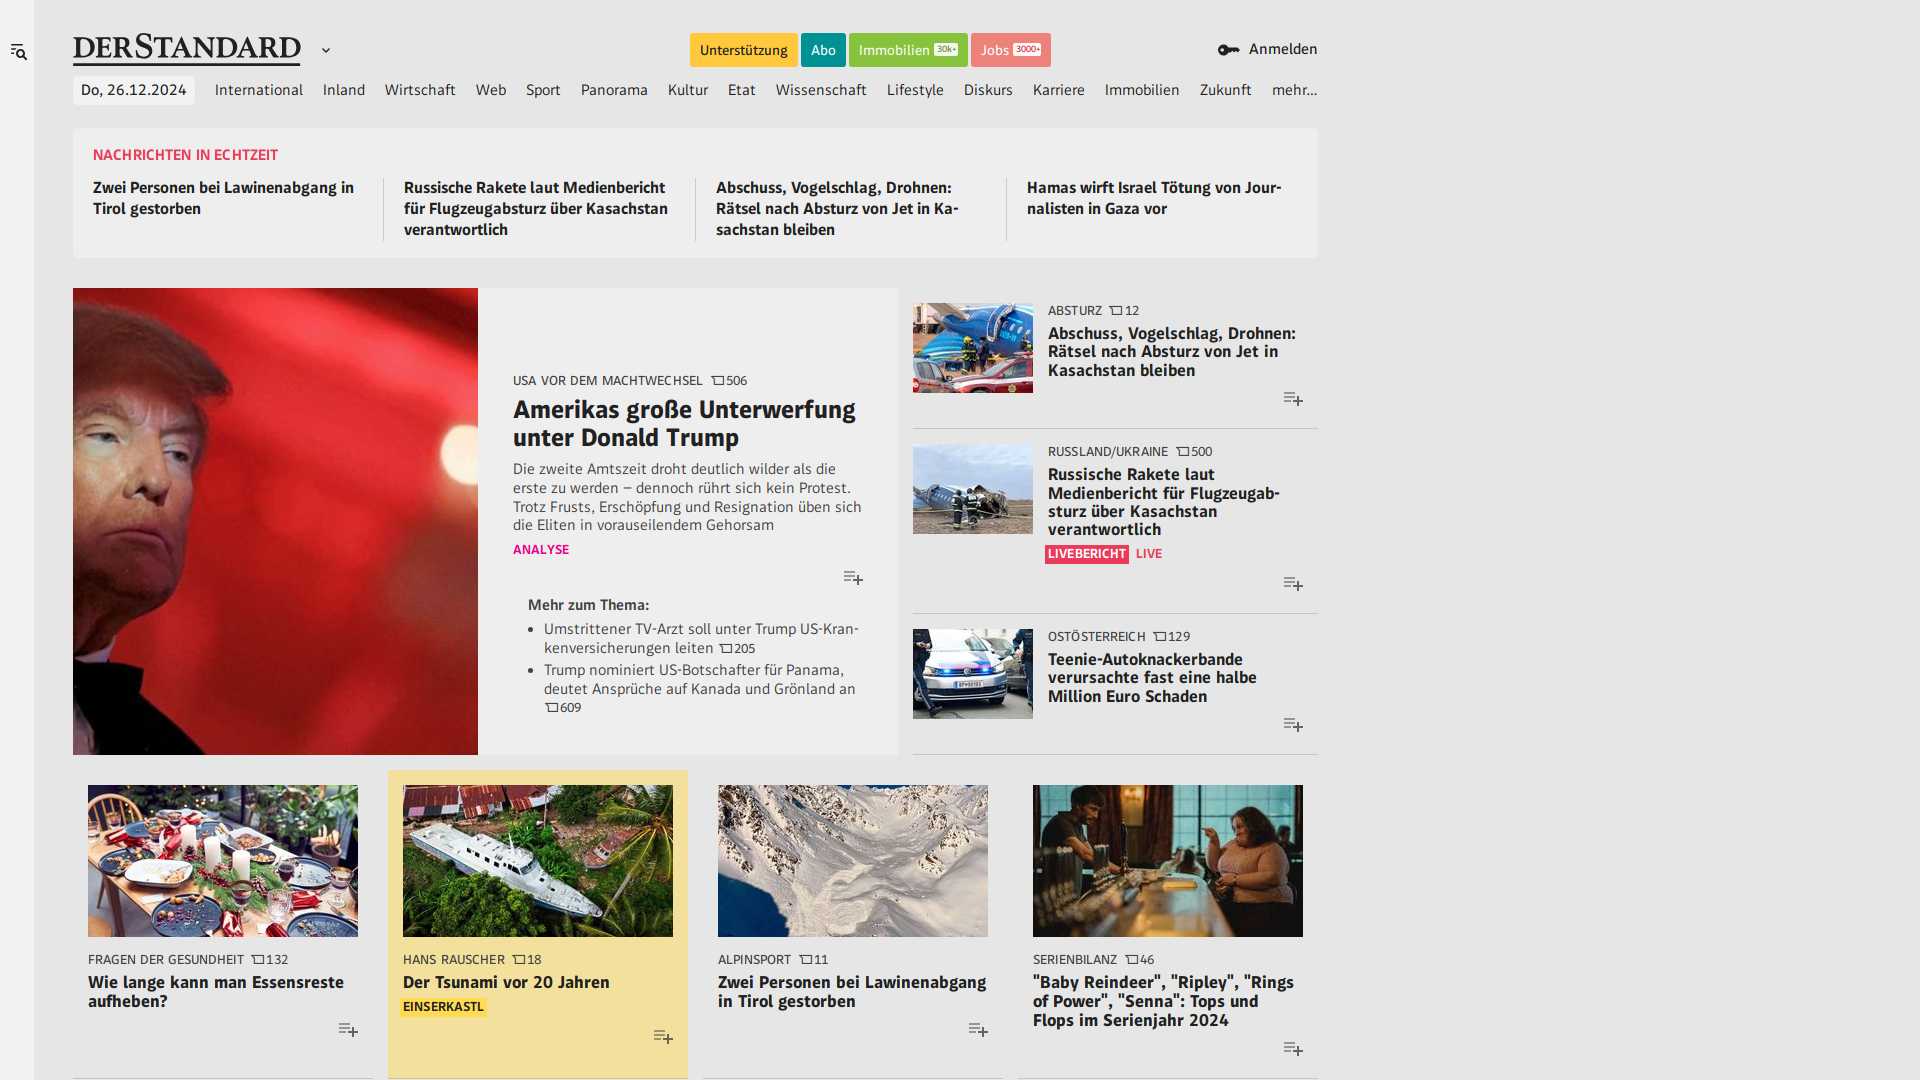 DERSTANDARD
Unterstützung
Abo
Immobilien 30k+
Jobs 3000+
Anmelden
Do, 26.12.2024
International
Inland
Wirtschaft
Web
Sport
Panorama
Kultur
Etat
Wissenschaft
Lifestyle
Diskurs
Karriere
Immobilien
Zukunft
mehr...
NACHRICHTEN IN ECHTZEIT
Zwei Personen bei Lawinenabgang in
Tirol gestorben
Russische Rakete laut Medienbericht
für Flugzeugabsturz über Kasachstan
verantwortlich
Abschuss, Vogelschlag, Drohnen:
Rätsel nach Absturz von Jet in Ka-
sachstan bleiben
Hamas wirft Israel Tötung von Jour-
nalisten in Gaza vor
USA VOR DEM MACHTWECHSEL 506
Amerikas große Unterwerfung
unter Donald Trump
Die zweite Amtszeit droht deutlich wilder als die
erste zu werden – dennoch rührt sich kein Protest.
Trotz Frusts, Erschöpfung und Resignation üben sich
die Eliten in vorauseilendem Gehorsam
ANALYSE
Mehr zum Thema:
Umstrittener TV-Arzt soll unter Trump US-Kran-
kenversicherungen leiten 205
Trump nominiert US-Botschafter für Panama,
deutet Ansprüche auf Kanada und Grönland an
609
ABSTURZ 12
Abschuss, Vogelschlag, Drohnen:
Rätsel nach Absturz von Jet in
Kasachstan bleiben
RUSSLAND/UKRAINE 500
Russische Rakete laut
Medienbericht für Flugzeugab-
sturz über Kasachstan
verantwortlich
LIVEBERICHT LIVE
OSTÖSTERREICH 129
Teenie-Autoknackerbande
verursachte fast eine halbe
Million Euro Schaden
FRAGEN DER GESUNDHEIT 132
Wie lange kann man Essensreste
aufheben?
HANS RAUSCHER 18
Der Tsunami vor 20 Jahren
EINSERKASTL
ALPINSPORT 11
Zwei Personen bei Lawinenabgang
in Tirol gestorben
SERIENBILANZ 46
"Baby Reindeer", "Ripley", "Rings
of Power", "Senna": Tops und
Flops im Serienjahr 2024